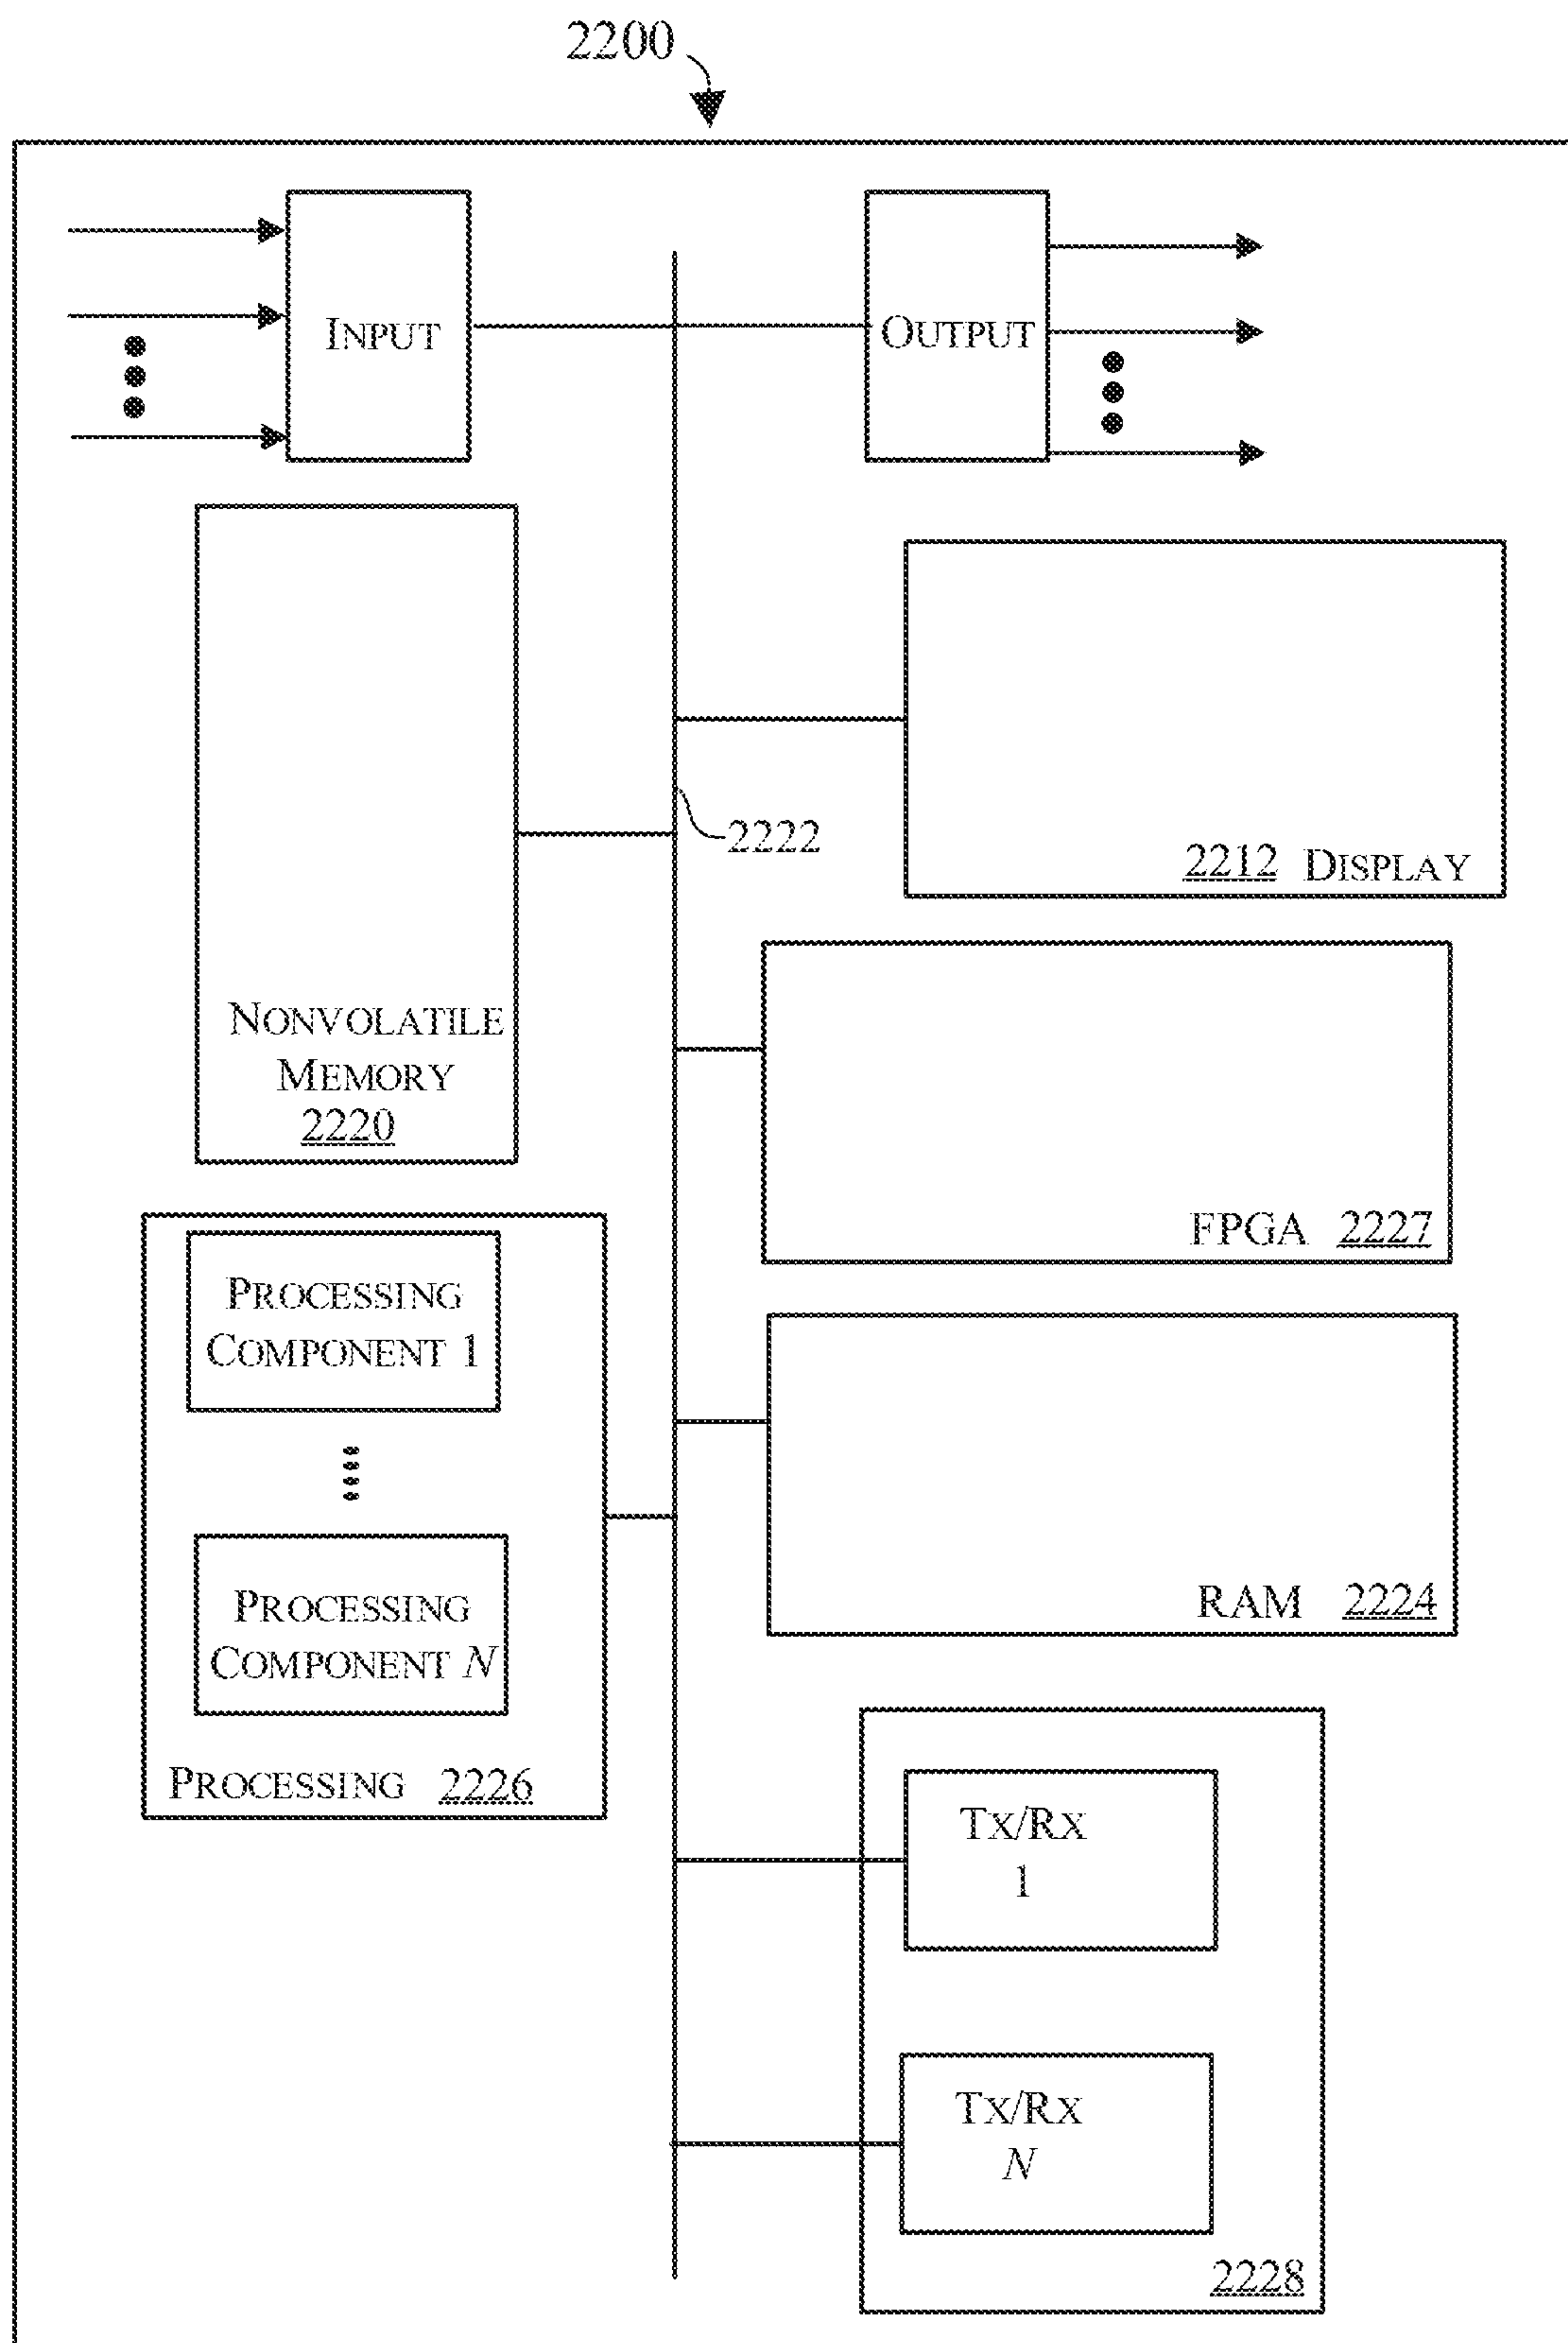 2200
INPUT
OUTPUT
2222
2212 DISPLAY
NONVOLATILE
MEMORY
2220
FPGA 2227
PROCESSING
COMPONENT 1
PROCESSING
COMPONENT N
PROCESSING 2226
RAM 2224
TX/RX
1
TX/RX
N
2228